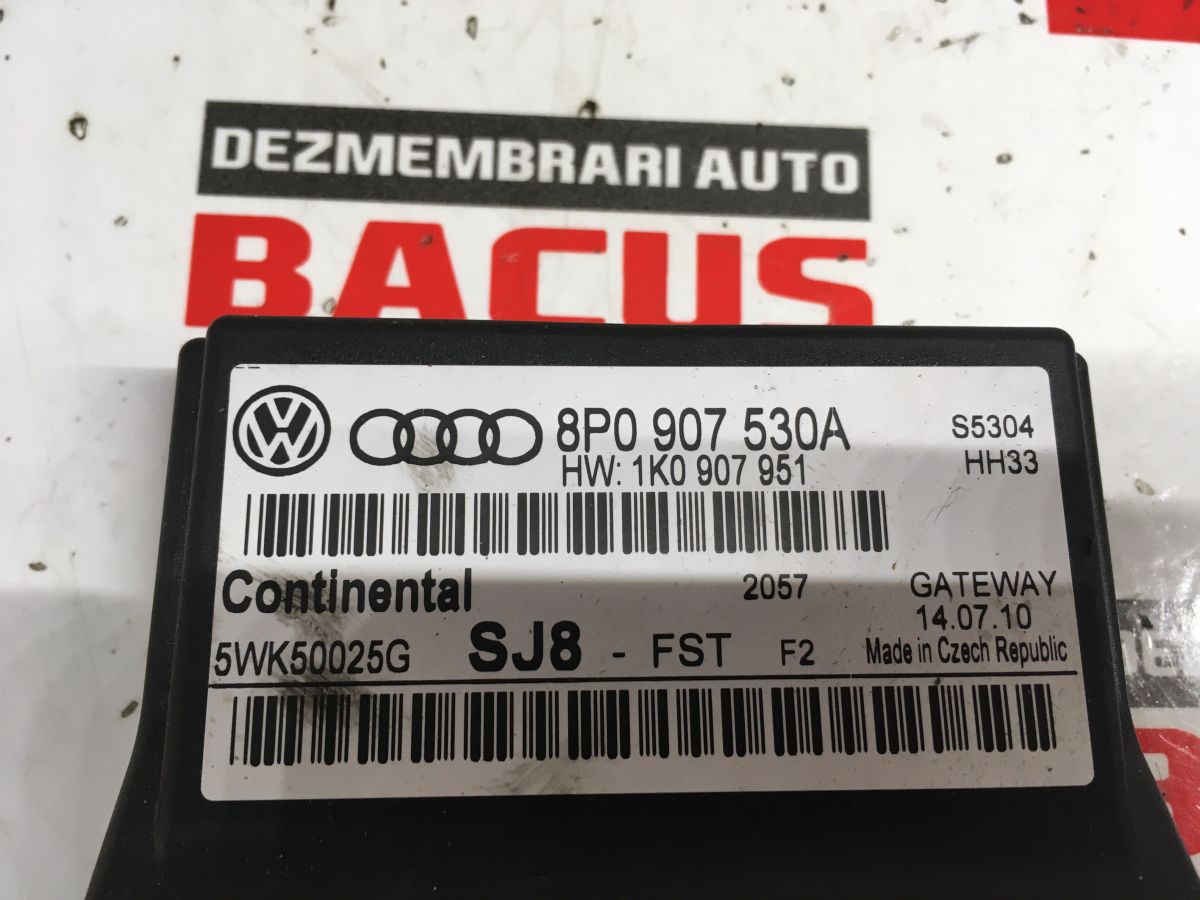 DEZMEMBRARI AUTO
BACUS
8P0 907 530A S5304
HW: 1K0 907 951 HH33
Continental 2057 GATEWAY
14.07.10
5WK50025G SJ8 - FST F2 Made in Czech Republic